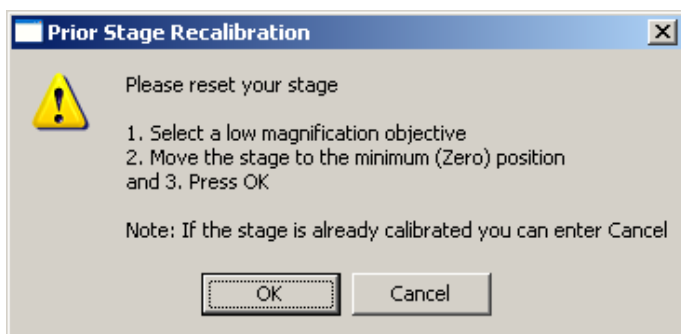 Prior Stage Recalibration
Please reset your stage
1. Select a low magnification objective
2. Move the stage to the minimum (Zero) position
and 3. Press OK
Note: If the stage is already calibrated you can enter Cancel
OK
Cancel